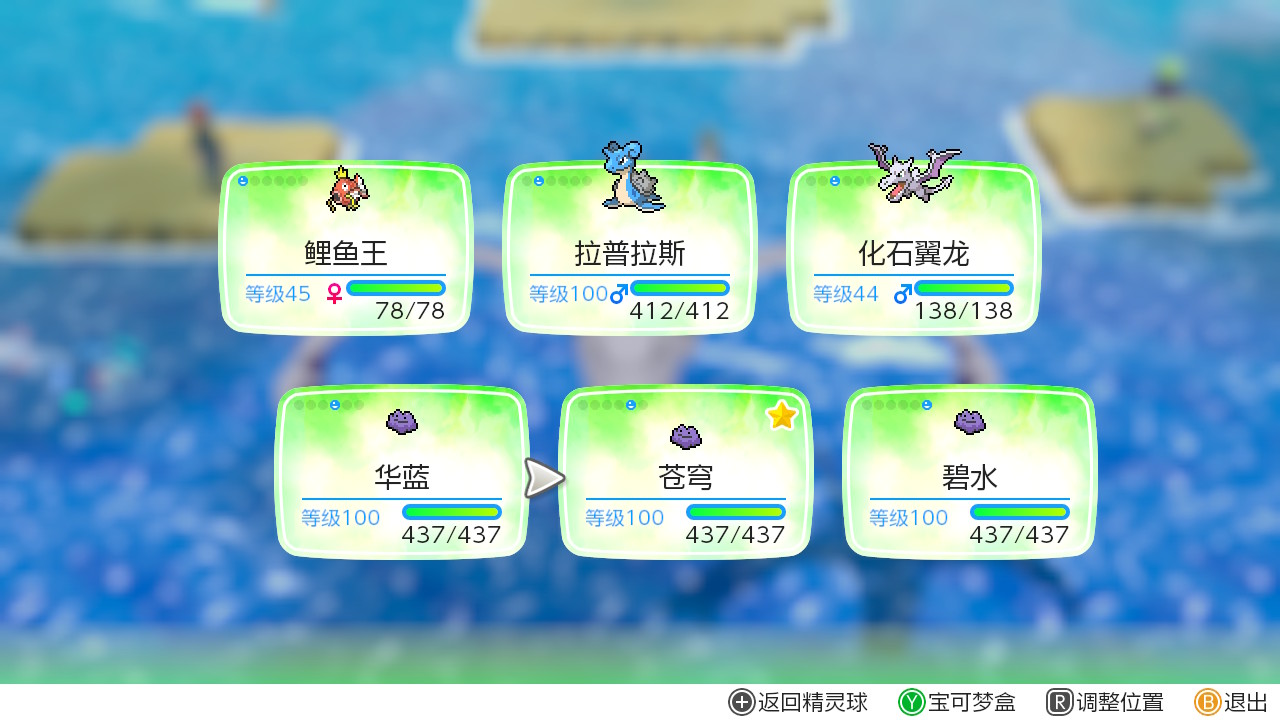 鲤鱼王
等级45 ♀
78/78
拉普拉斯
等级100♂
412/412
化石翼龙
等级44 ♂
138/138
华蓝
等级100
437/437
苍穹
等级100
437/437
碧水
等级100
437/437
+返回精灵球 Y宝可梦盒 R调整位置 B退出